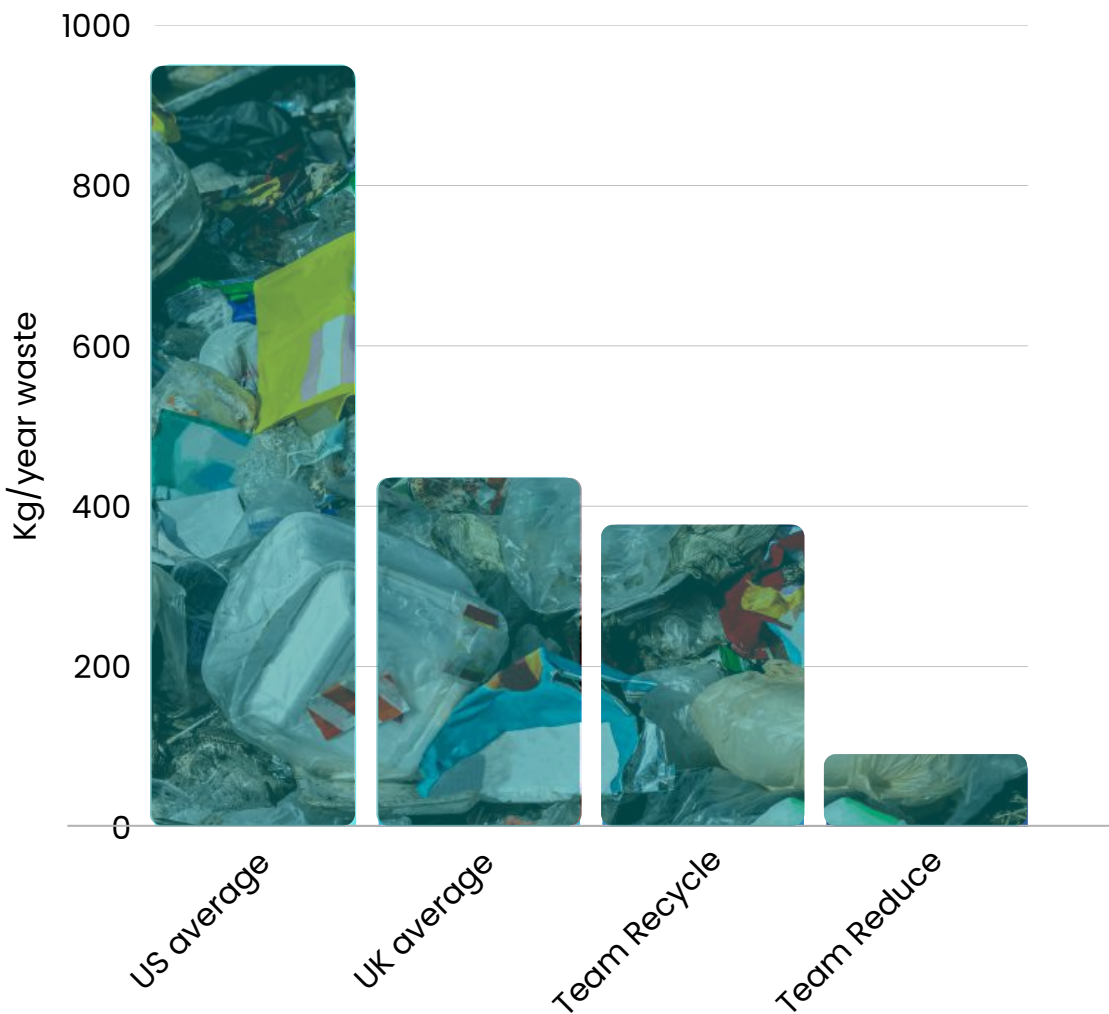 1000
800
600
400
200
0
Kg/year waste
US average
UK average
Team Recycle
Team Reduce